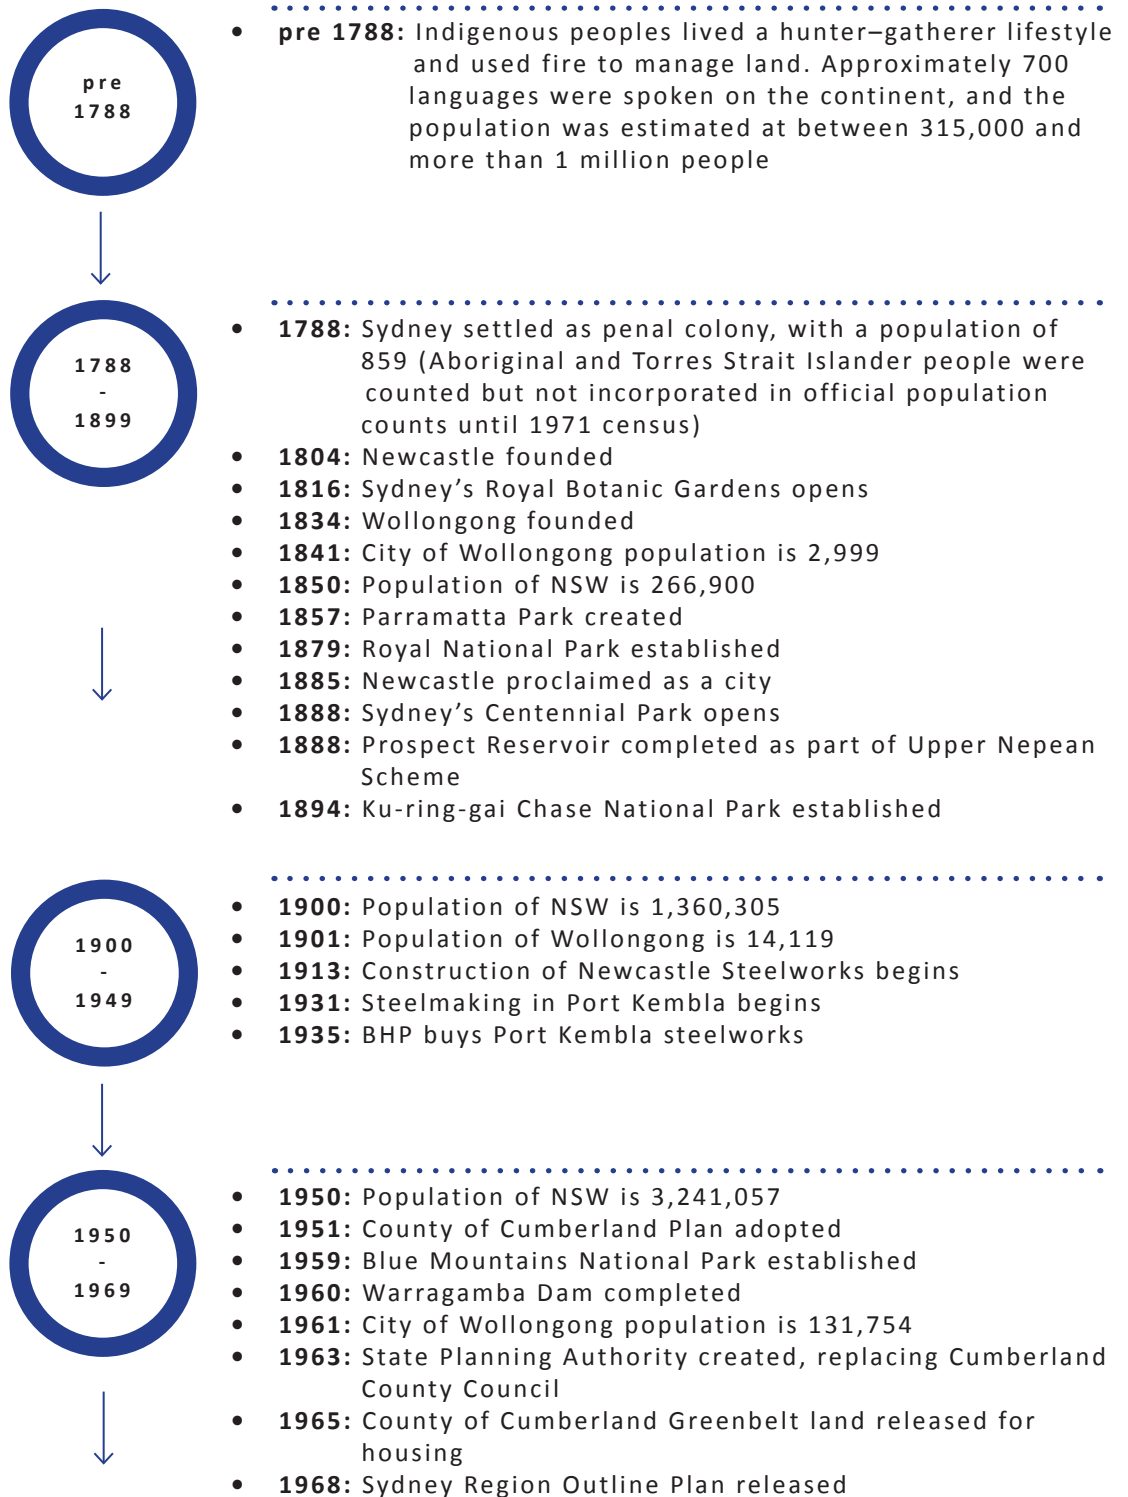 pre
1788
• pre 1788: Indigenous peoples lived a hunter–gatherer lifestyle
and used fire to manage land. Approximately 700
languages were spoken on the continent, and the
population was estimated at between 315,000 and
more than 1 million people
1788
-
1899
• 1788: Sydney settled as penal colony, with a population of
859 (Aboriginal and Torres Strait Islander people were
counted but not incorporated in official population
counts until 1971 census)
• 1804: Newcastle founded
• 1816: Sydney’s Royal Botanic Gardens opens
• 1834: Wollongong founded
• 1841: City of Wollongong population is 2,999
• 1850: Population of NSW is 266,900
• 1857: Parramatta Park created
• 1879: Royal National Park established
• 1885: Newcastle proclaimed as a city
• 1888: Sydney’s Centennial Park opens
• 1888: Prospect Reservoir completed as part of Upper Nepean
Scheme
• 1894: Ku-ring-gai Chase National Park established
1900
-
1949
• 1900: Population of NSW is 1,360,305
• 1901: Population of Wollongong is 14,119
• 1913: Construction of Newcastle Steelworks begins
• 1931: Steelmaking in Port Kembla begins
• 1935: BHP buys Port Kembla steelworks
1950
-
1969
• 1950: Population of NSW is 3,241,057
• 1951: County of Cumberland Plan adopted
• 1959: Blue Mountains National Park established
• 1960: Warragamba Dam completed
• 1961: City of Wollongong population is 131,754
• 1963: State Planning Authority created, replacing Cumberland
County Council
• 1965: County of Cumberland Greenbelt land released for
housing
• 1968: Sydney Region Outline Plan released